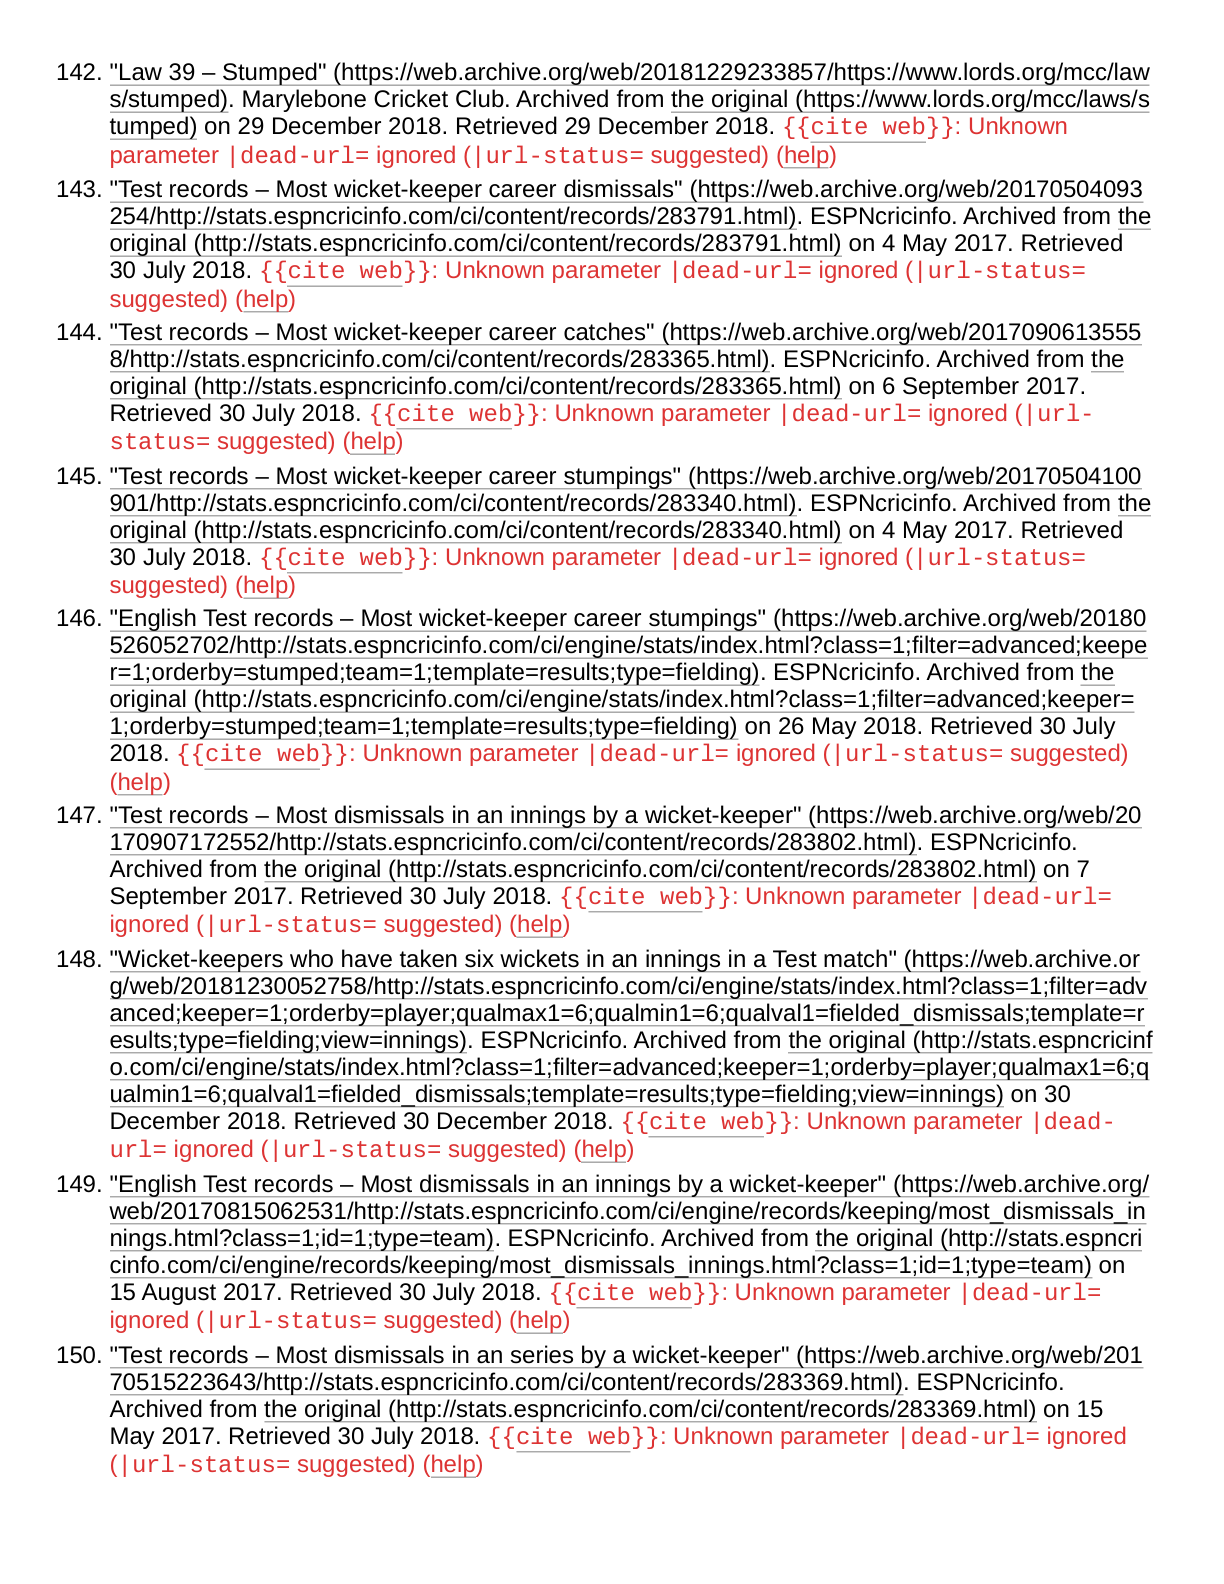 142. "Law 39 – Stumped" (https://web.archive.org/web/20181229233857/https://www.lords.org/mcc/law
s/stumped). Marylebone Cricket Club. Archived from the original (https://www.lords.org/mcc/laws/s
tumped) on 29 December 2018. Retrieved 29 December 2018. {{cite web}}: Unknown
parameter |dead-url= ignored (|url-status= suggested) (help)
143. "Test records – Most wicket-keeper career dismissals" (https://web.archive.org/web/20170504093
254/http://stats.espncricinfo.com/ci/content/records/283791.html). ESPNcricinfo. Archived from the
original (http://stats.espncricinfo.com/ci/content/records/283791.html) on 4 May 2017. Retrieved
30 July 2018. {{cite web}}: Unknown parameter |dead-url= ignored (|url-status=
suggested) (help)
144. "Test records – Most wicket-keeper career catches" (https://web.archive.org/web/2017090613555
8/http://stats.espncricinfo.com/ci/content/records/283365.html). ESPNcricinfo. Archived from the
original (http://stats.espncricinfo.com/ci/content/records/283365.html) on 6 September 2017.
Retrieved 30 July 2018. {{cite web}}: Unknown parameter |dead-url= ignored (|url-
status= suggested) (help)
145. "Test records – Most wicket-keeper career stumpings" (https://web.archive.org/web/20170504100
901/http://stats.espncricinfo.com/ci/content/records/283340.html). ESPNcricinfo. Archived from the
original (http://stats.espncricinfo.com/ci/content/records/283340.html) on 4 May 2017. Retrieved
30 July 2018. {{cite web}}: Unknown parameter |dead-url= ignored (|url-status=
suggested) (help)
146. "English Test records – Most wicket-keeper career stumpings" (https://web.archive.org/web/20180
526052702/http://stats.espncricinfo.com/ci/engine/stats/index.html?class=1;filter=advanced;keepe
r=1;orderby=stumped;team=1;template=results;type=fielding). ESPNcricinfo. Archived from the
original (http://stats.espncricinfo.com/ci/engine/stats/index.html?class=1;filter=advanced;keeper=
1;orderby=stumped;team=1;template=results;type=fielding) on 26 May 2018. Retrieved 30 July
2018. {{cite web}}: Unknown parameter |dead-url= ignored (|url-status= suggested)
(help)
147. "Test records – Most dismissals in an innings by a wicket-keeper" (https://web.archive.org/web/20
170907172552/http://stats.espncricinfo.com/ci/content/records/283802.html). ESPNcricinfo.
Archived from the original (http://stats.espncricinfo.com/ci/content/records/283802.html) on 7
September 2017. Retrieved 30 July 2018. {{cite web}}: Unknown parameter |dead-url=
ignored (|url-status= suggested) (help)
148. "Wicket-keepers who have taken six wickets in an innings in a Test match" (https://web.archive.or
g/web/20181230052758/http://stats.espncricinfo.com/ci/engine/stats/index.html?class=1;filter=adv
anced;keeper=1;orderby=player;qualmax1=6;qualmin1=6;qualval1=fielded_dismissals;template=r
esults;type=fielding;view=innings). ESPNcricinfo. Archived from the original (http://stats.espncricinf
o.com/ci/engine/stats/index.html?class=1;filter=advanced;keeper=1;orderby=player;qualmax1=6;q
ualmin1=6;qualval1=fielded_dismissals;template=results;type=fielding;view=innings) on 30
December 2018. Retrieved 30 December 2018. {{cite web}}: Unknown parameter |dead-
url= ignored (|url-status= suggested) (help)
149. "English Test records – Most dismissals in an innings by a wicket-keeper" (https://web.archive.org/
web/20170815062531/http://stats.espncricinfo.com/ci/engine/records/keeping/most_dismissals_in
nings.html?class=1;id=1;type=team). ESPNcricinfo. Archived from the original (http://stats.espncri
cinfo.com/ci/engine/records/keeping/most_dismissals_innings.html?class=1;id=1;type=team) on
15 August 2017. Retrieved 30 July 2018. {{cite web}}: Unknown parameter |dead-url=
ignored (|url-status= suggested) (help)
150. "Test records – Most dismissals in an series by a wicket-keeper" (https://web.archive.org/web/201
70515223643/http://stats.espncricinfo.com/ci/content/records/283369.html). ESPNcricinfo.
Archived from the original (http://stats.espncricinfo.com/ci/content/records/283369.html) on 15
May 2017. Retrieved 30 July 2018. {{cite web}}: Unknown parameter |dead-url= ignored
(|url-status= suggested) (help)